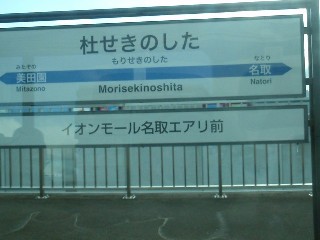 杜せきのした
もりせきのした
みたぞの
美田園
Mitazono
Morisekinoshita
なとり
名取
Natori
イオンモール名取エアリ前